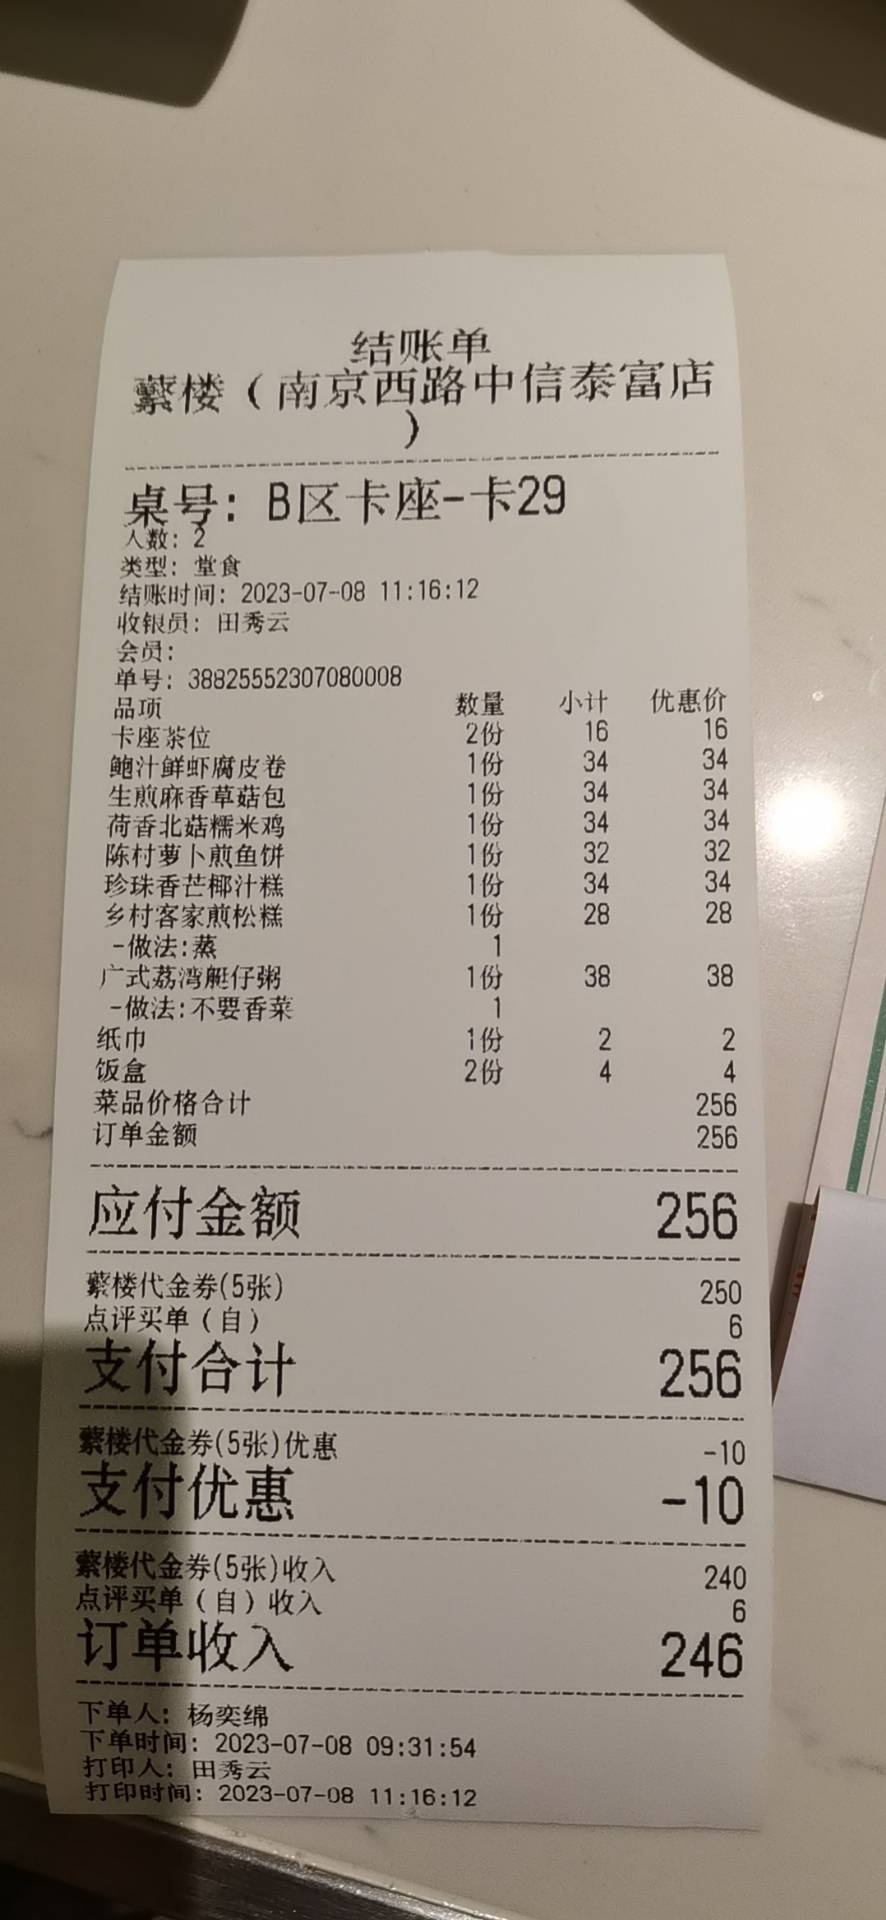 结账单
蘩楼（南京西路中信泰富店
）
桌号: B区卡座-卡29
人数: 2
类型: 堂食
结账时间: 2023-07-08 11:16:12
收银员: 田秀云
会员:
单号: 38825552307080008
品项 数量 小计 优惠价
卡座茶位 2份 16 16
鲍汁鲜虾腐皮卷 1份 34 34
生煎麻香草菇包 1份 34 34
荷香北菇糯米鸡 1份 34 34
陈村萝卜煎鱼饼 1份 32 32
珍珠香芒椰汁糕 1份 34 34
乡村客家煎松糕 1份 28 28
-做法:蒸 1
广式荔湾艇仔粥 1份 38 38
-做法:不要香菜 1
纸巾 1份 2 2
饭盒 2份 4 4
菜品价格合计 256
订单金额 256
应付金额 256
蘩楼代金券(5张) 250
点评买单（自） 6
支付合计 256
蘩楼代金券(5张)优惠 -10
支付优惠 -10
蘩楼代金券(5张)收入 240
点评买单（自）收入 6
订单收入 246
下单人: 杨奕绵
下单时间: 2023-07-08 09:31:54
打印人: 田秀云
打印时间: 2023-07-08 11:16:12